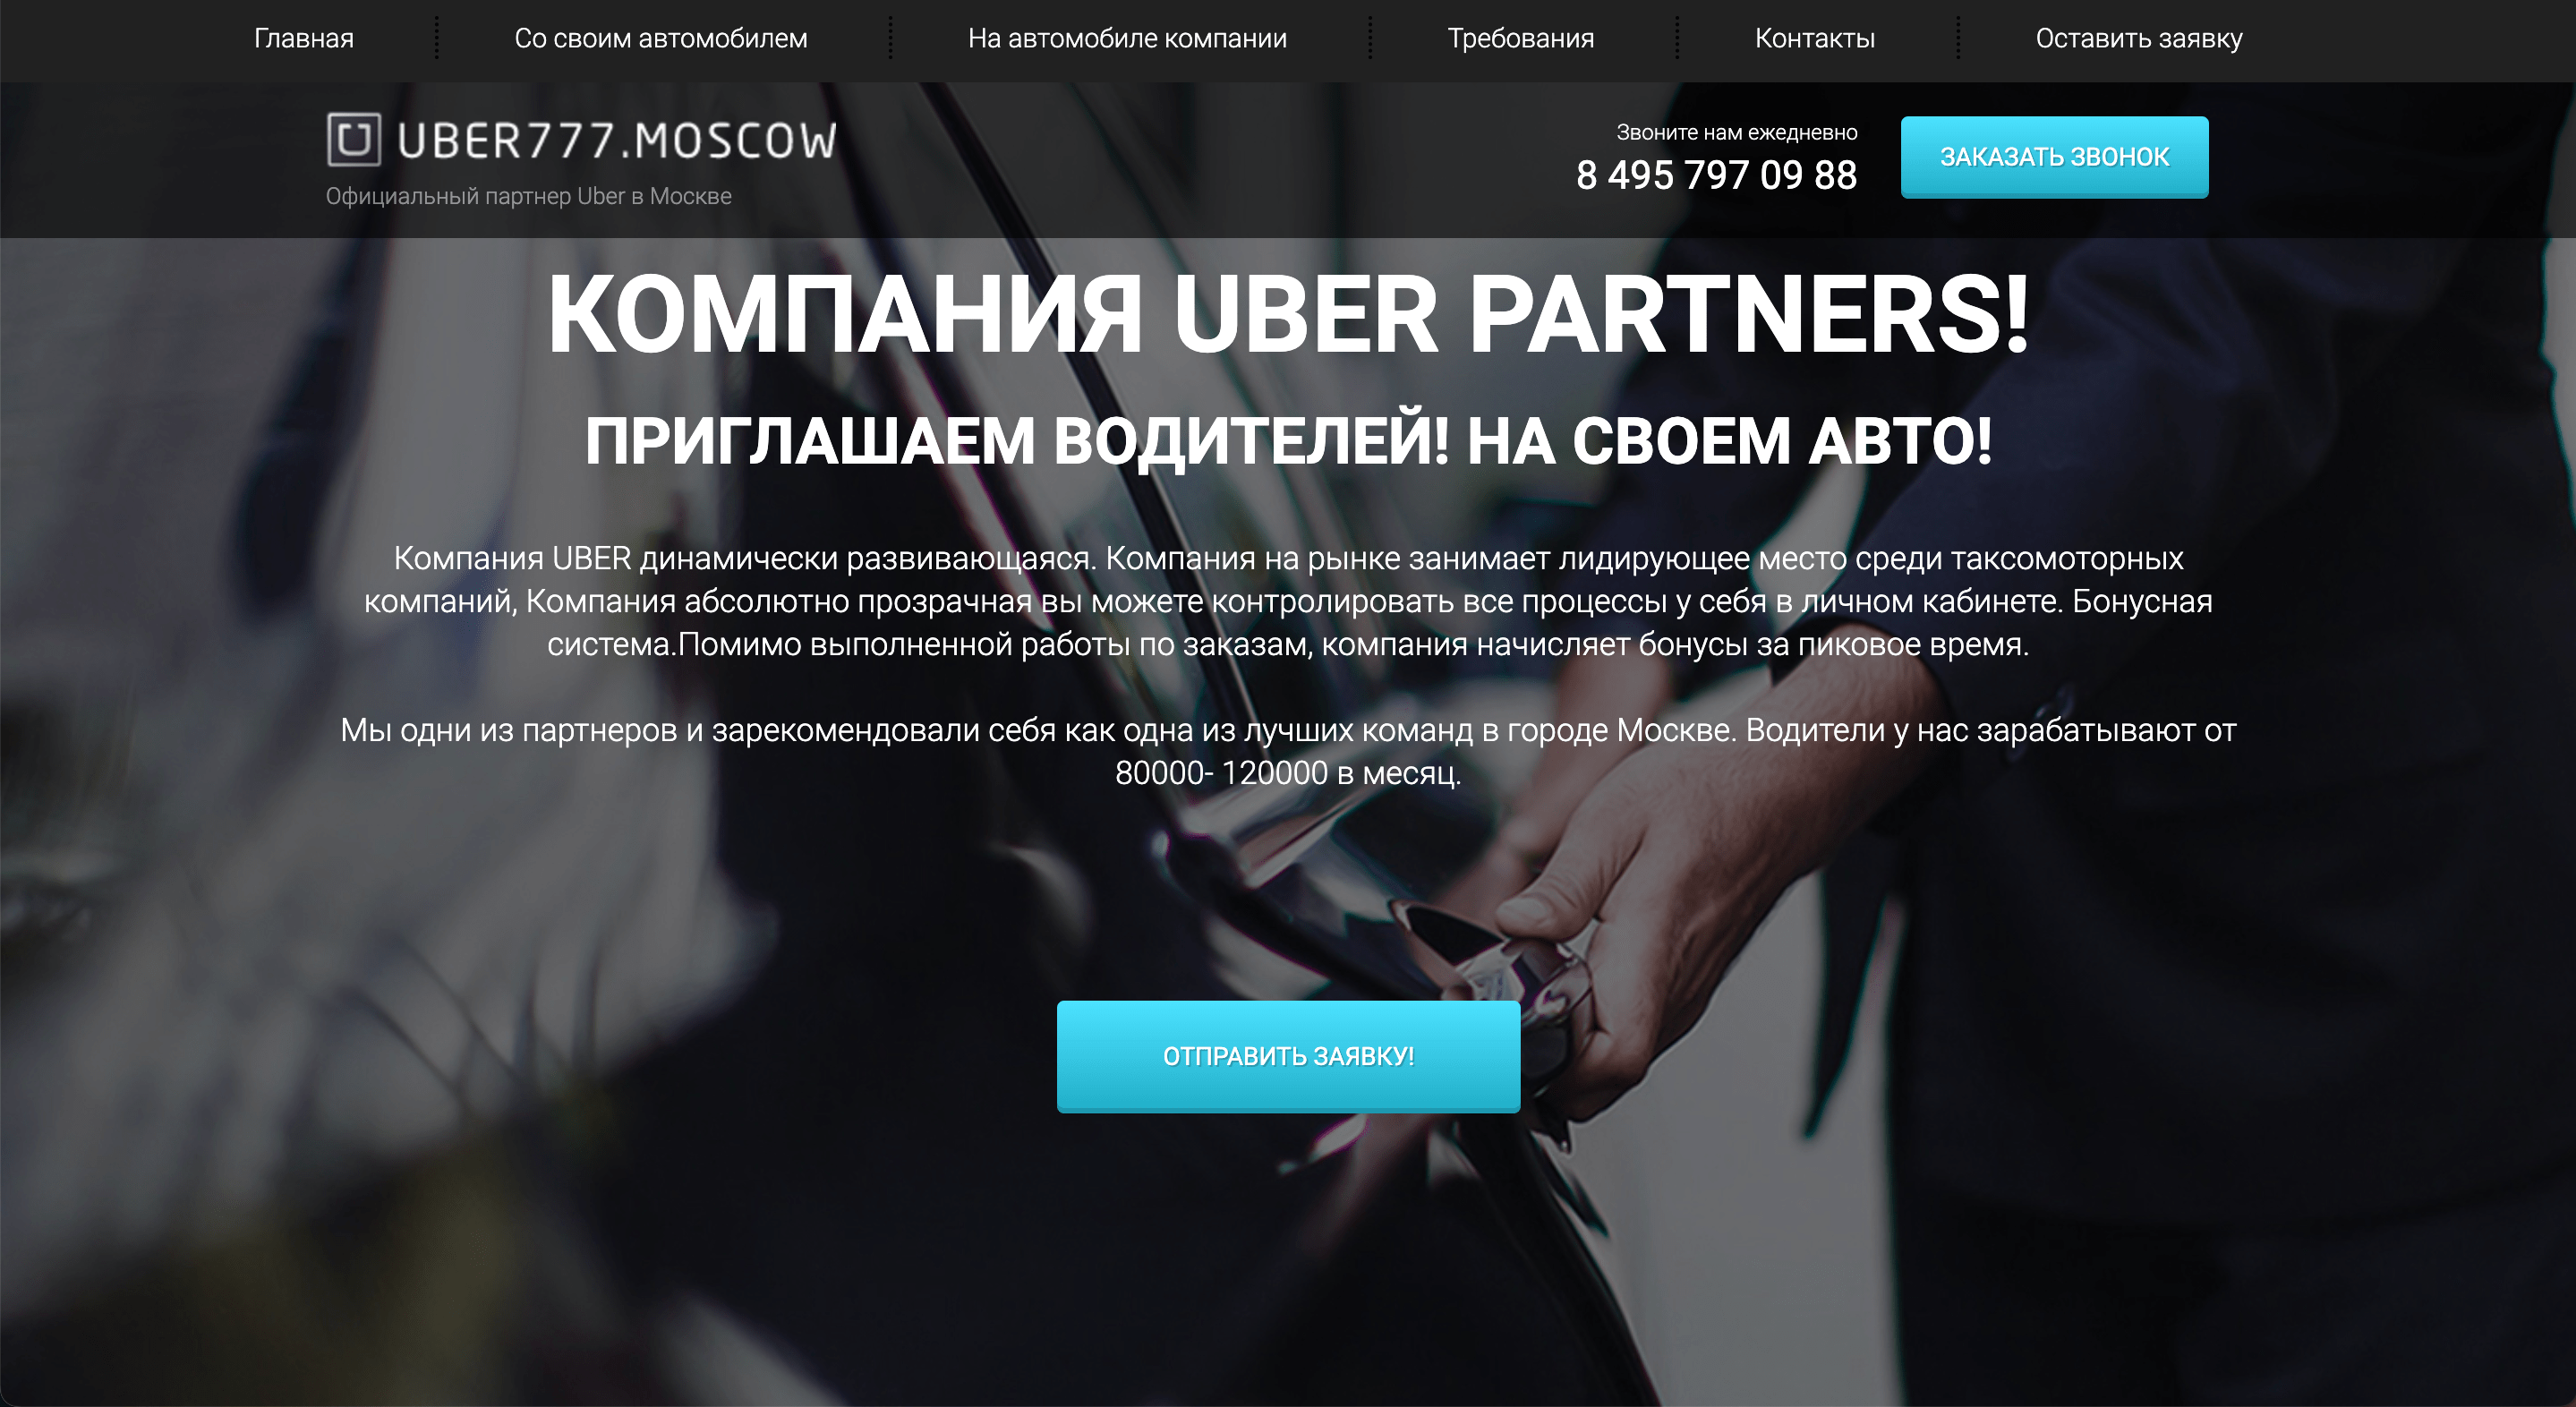 Главная
Со своим автомобилем
На автомобиле компании
Требования
Контакты
Оставить заявку
UBER777.MOSCOW
Официальный партнер Uber в Москве
Звоните нам ежедневно
8 495 797 09 88
ЗАКАЗАТЬ ЗВОНОК
КОМПАНИЯ UBER PARTNERS!
ПРИГЛАШАЕМ ВОДИТЕЛЕЙ! НА СВОЕМ АВТО!
Компания UBER динамически развивающаяся. Компания на рынке занимает лидирующее место среди таксомоторных
компаний, Компания абсолютно прозрачная вы можете контролировать все процессы у себя в личном кабинете. Бонусная
система.Помимо выполненной работы по заказам, компания начисляет бонусы за пиковое время.
Мы одни из партнеров и зарекомендовали себя как одна из лучших команд в городе Москве. Водители у нас зарабатывают от
80000- 120000 в месяц.
ОТПРАВИТЬ ЗАЯВКУ!